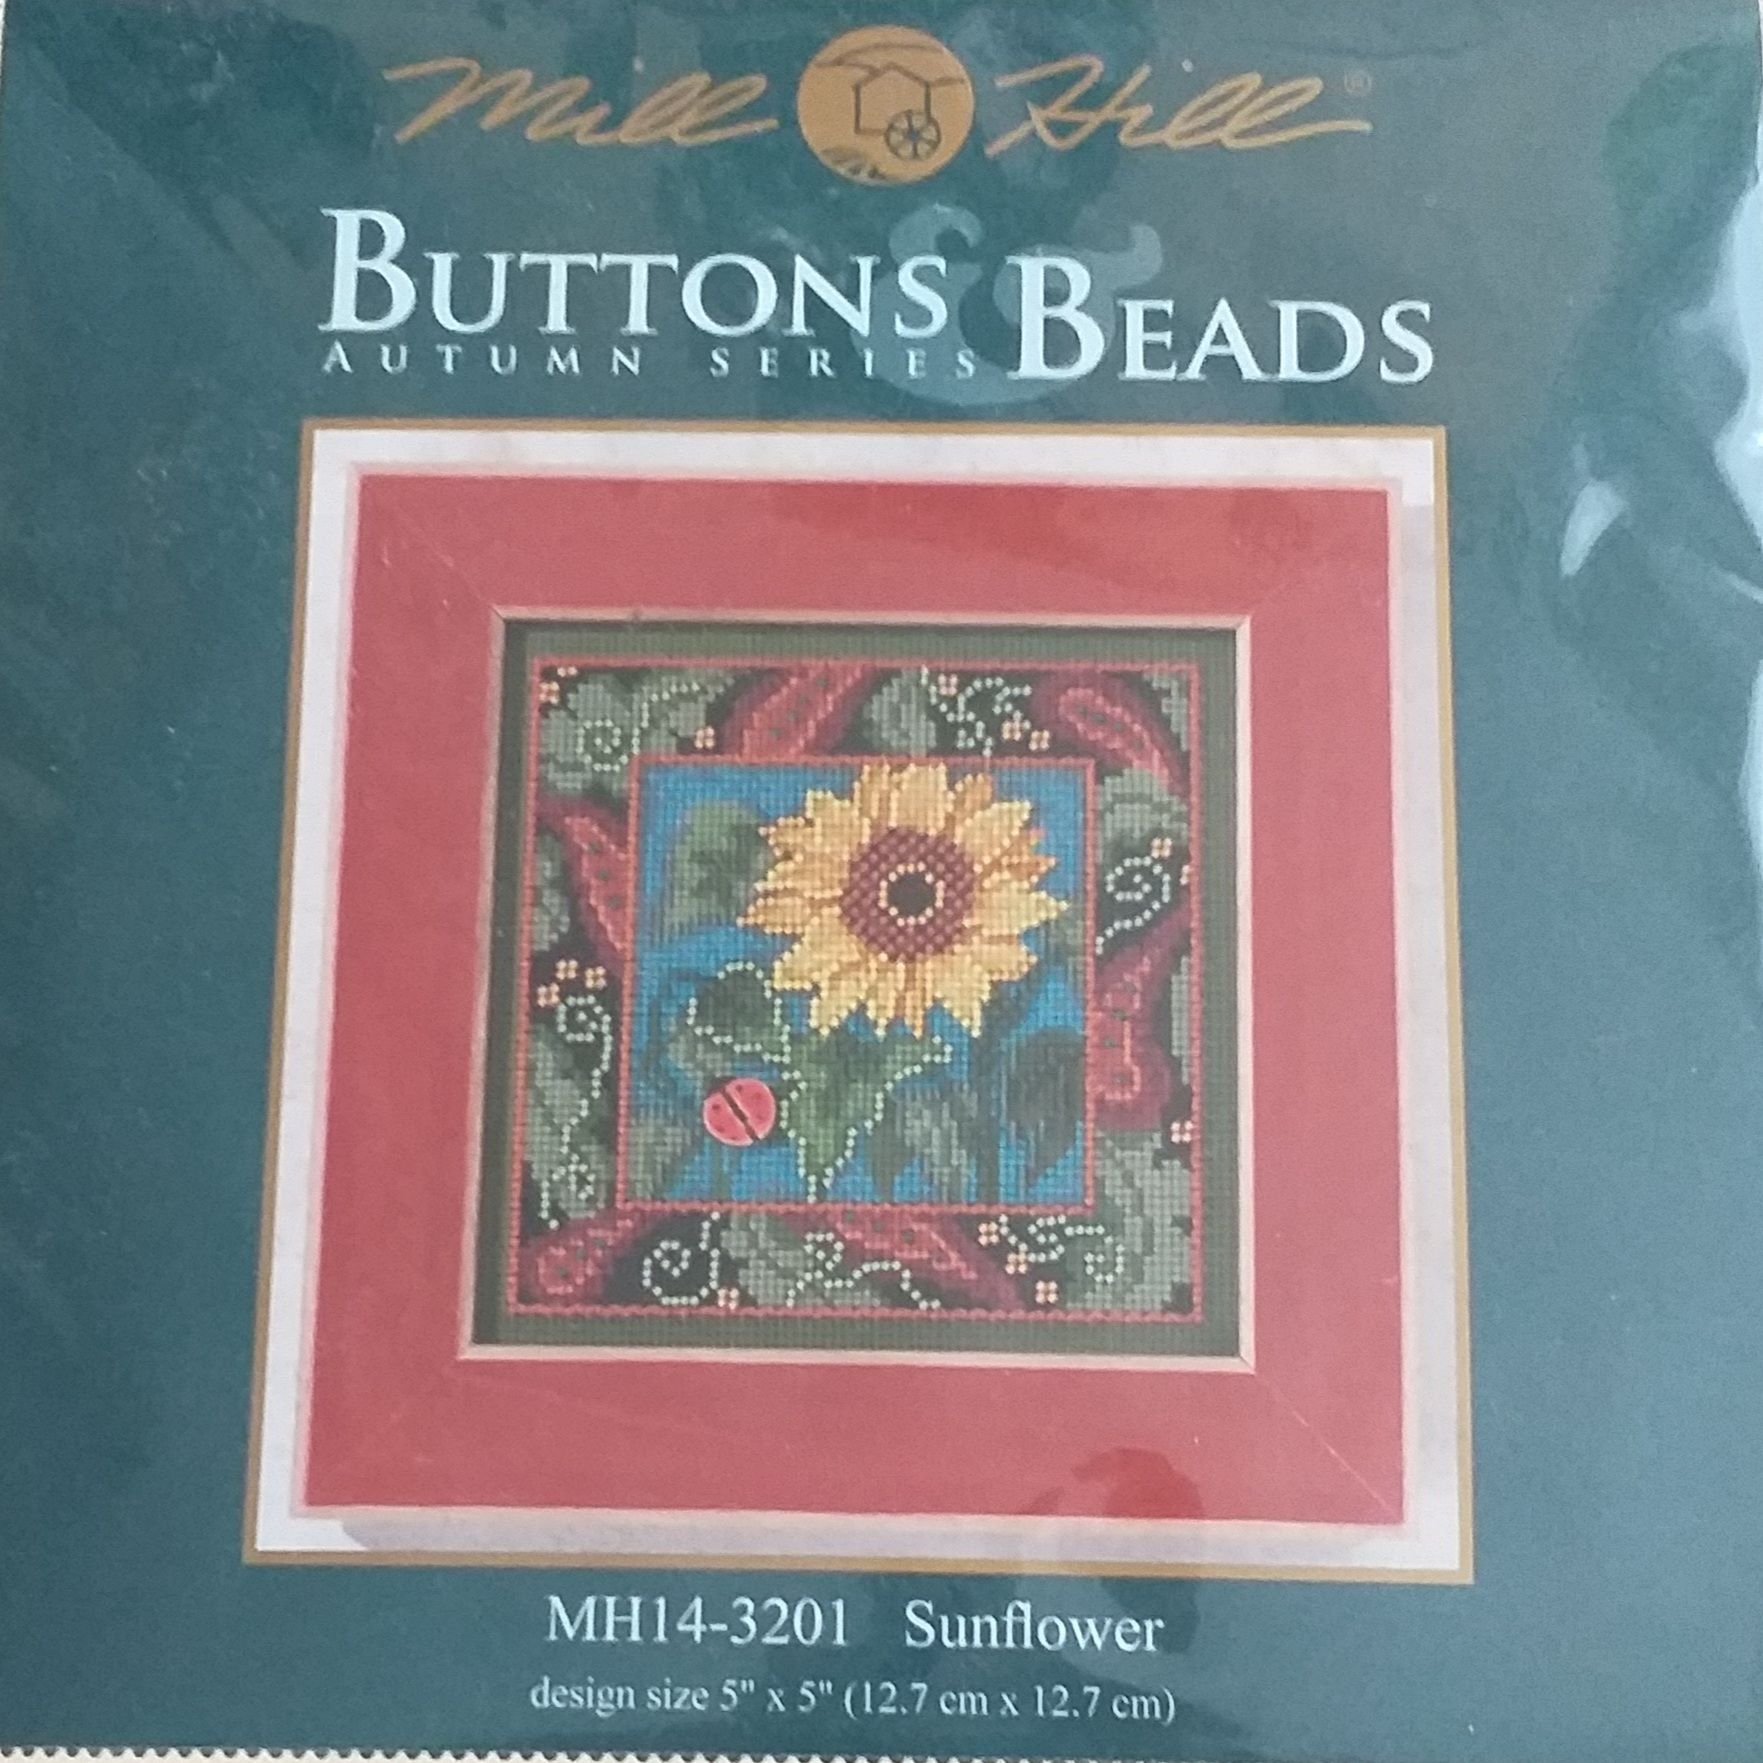 Mill Hill®
BUTTONS & BEADS
AUTUMN SERIES
MH14-3201 Sunflower
design size 5" x 5" (12.7 cm x 12.7 cm)